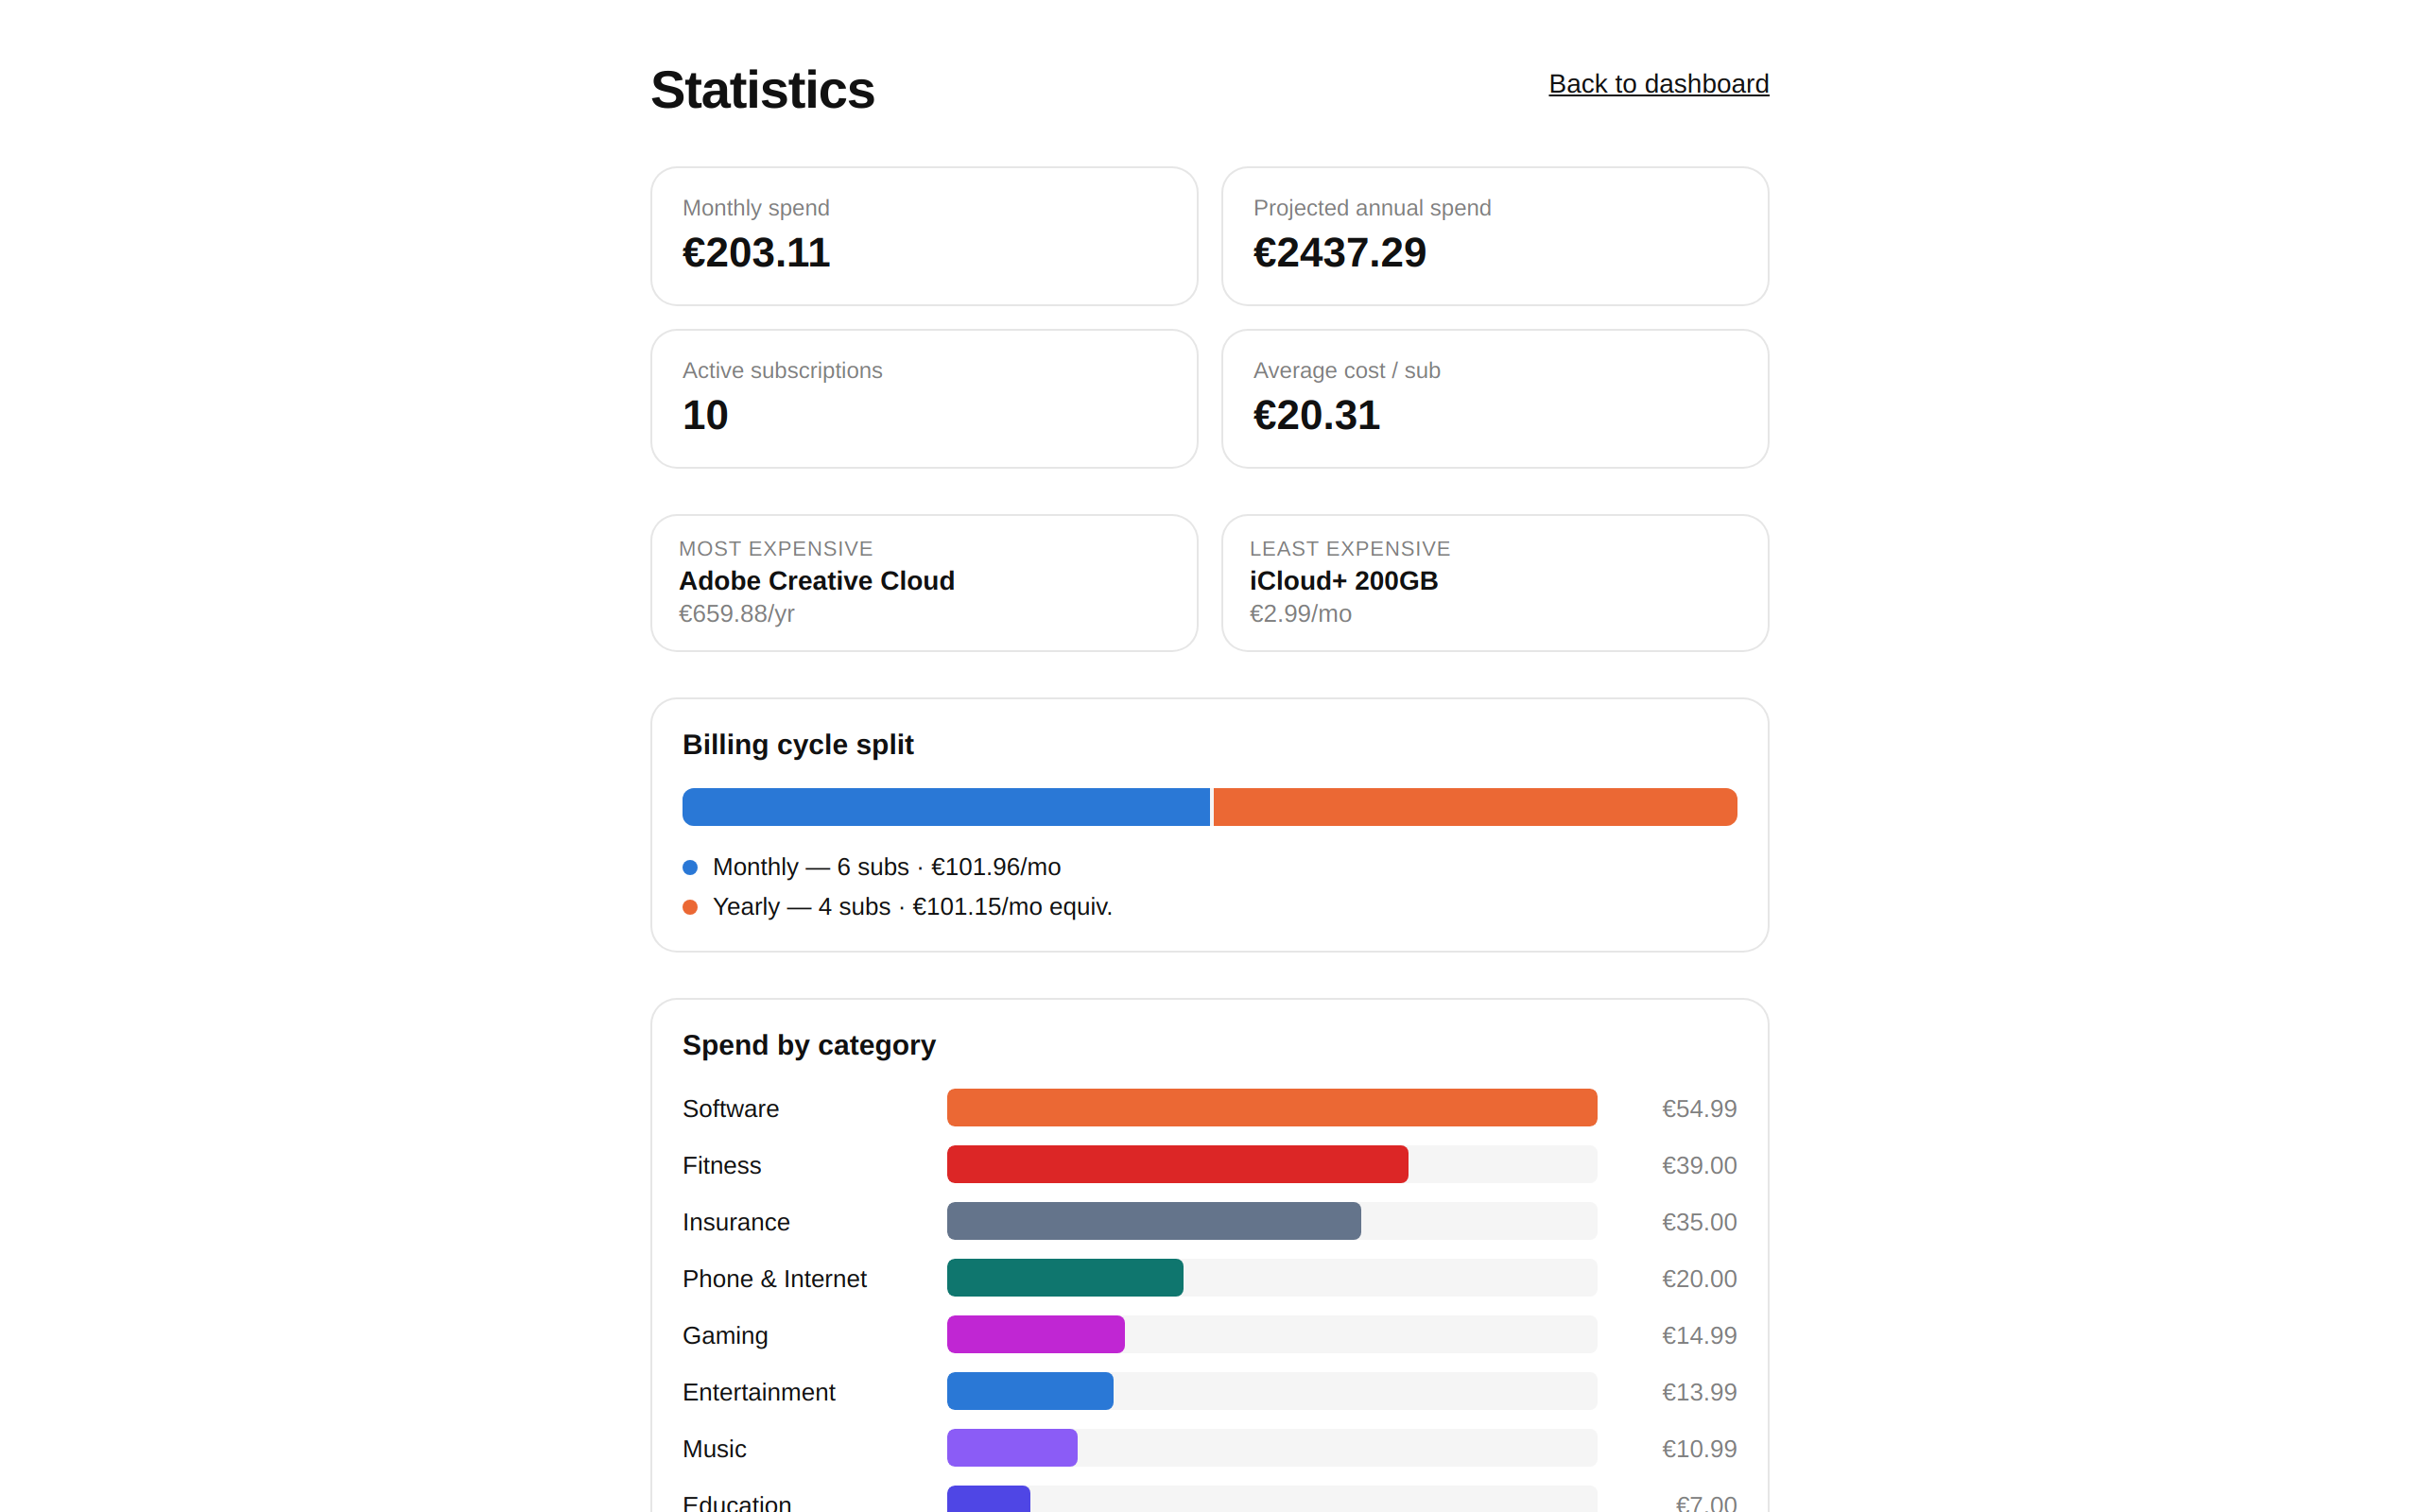 Statistics
Back to dashboard
Monthly spend
€203.11
Projected annual spend
€2437.29
Active subscriptions
10
Average cost / sub
€20.31
MOST EXPENSIVE
Adobe Creative Cloud
€659.88/yr
LEAST EXPENSIVE
iCloud+ 200GB
€2.99/mo
Billing cycle split
Monthly — 6 subs · €101.96/mo
Yearly — 4 subs · €101.15/mo equiv.
Spend by category
Software €54.99
Fitness €39.00
Insurance €35.00
Phone & Internet €20.00
Gaming €14.99
Entertainment €13.99
Music €10.99
Education €7.00